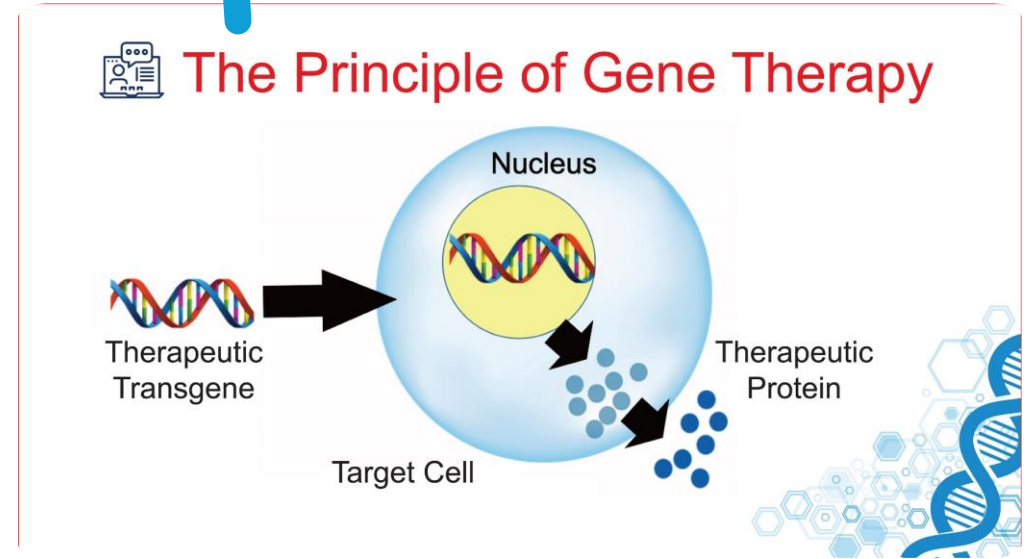 The Principle of Gene Therapy
Nucleus
Therapeutic
Transgene
Therapeutic
Protein
Target Cell